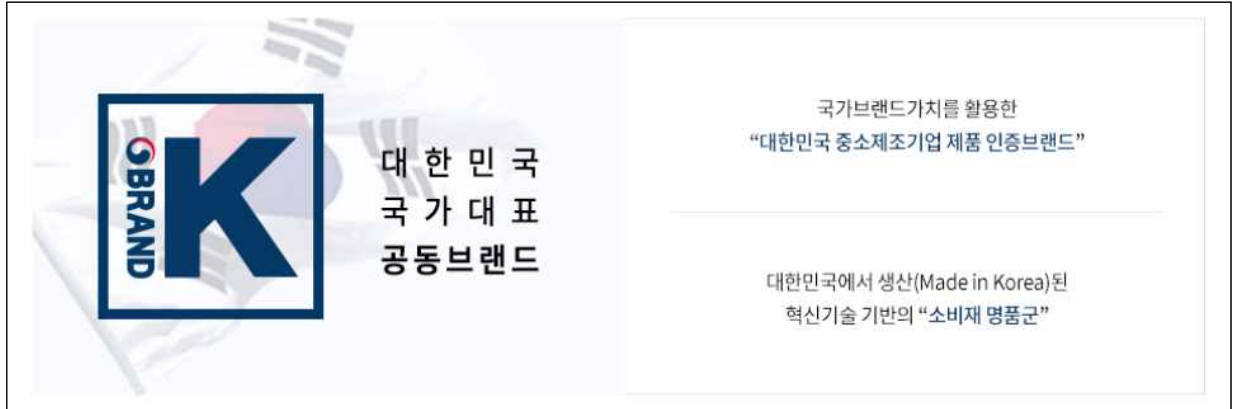 BRAND
K
대한민국
국가대표
공동브랜드
국가브랜드가치를 활용한
“대한민국 중소제조기업 제품 인증브랜드”
대한민국에서 생산(Made in Korea)된
혁신기술 기반의 “소비재 명품군”